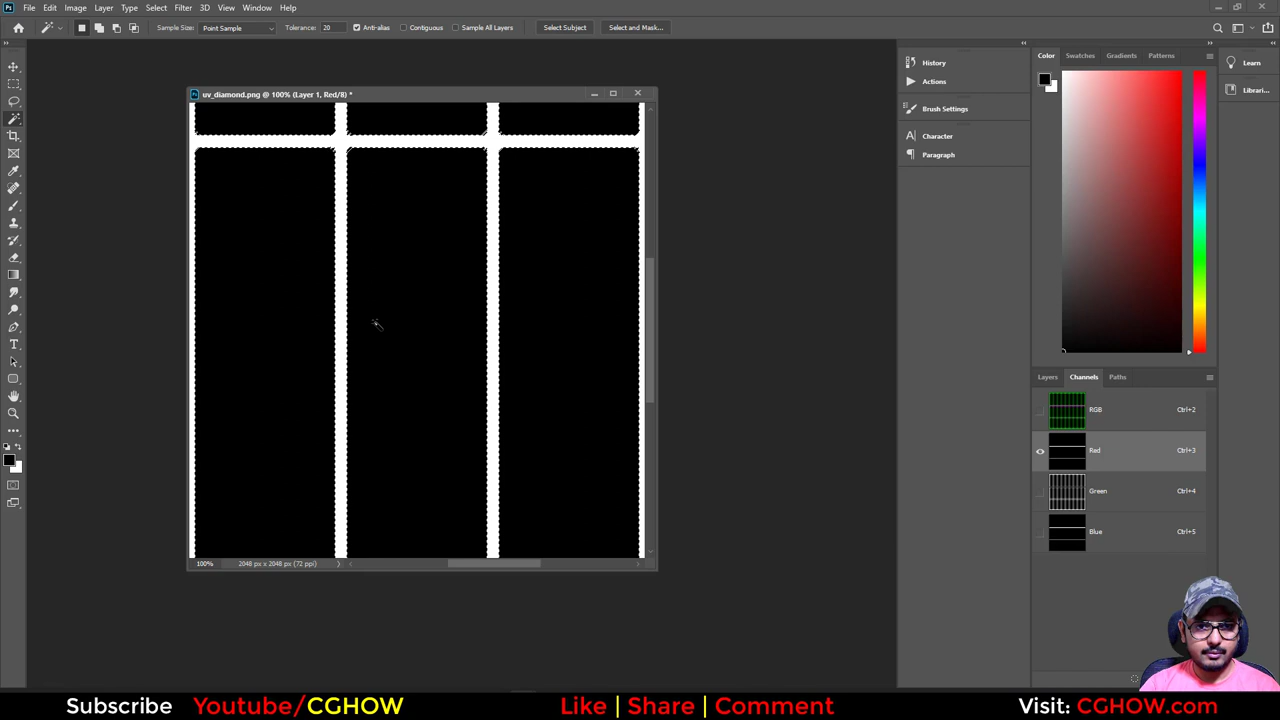 File Edit Image Layer Type Select Filter 3D View Window Help
Sample Size: Point Sample Tolerance: 20 Anti-alias Contiguous Sample All Layers Select Subject Select and Mask...
uv_diamond.png @ 100% (Layer 1, Red/8) *
100% 2048 px x 2048 px (72 ppi)
History
Actions
Brush Settings
Character
Paragraph
Color Swatches Gradients Patterns
Learn
Librari...
Layers Channels Paths
RGB Ctrl+2
Red Ctrl+3
Green Ctrl+4
Blue Ctrl+5
Subscribe Youtube/CGHOW Like | Share | Comment Visit: CGHOW.com